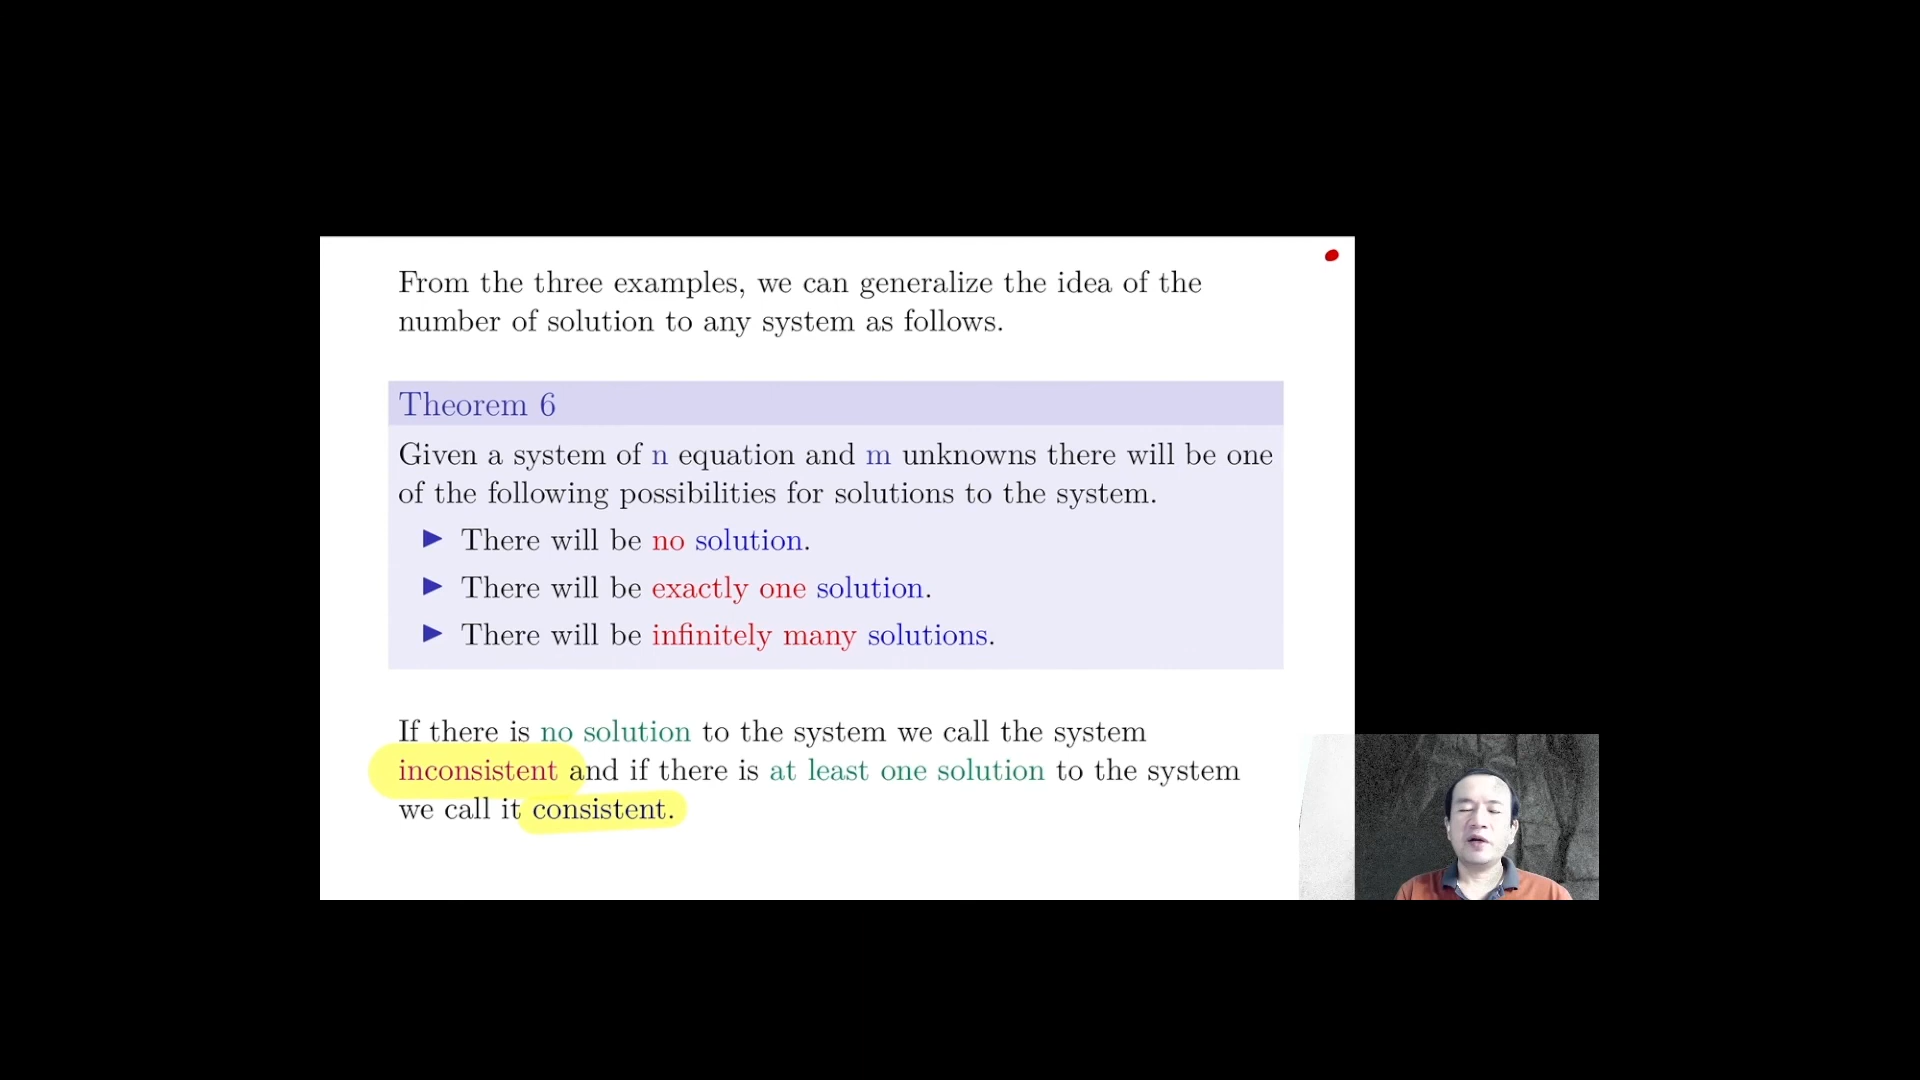 From the three examples, we can generalize the idea of the
number of solution to any system as follows.
Theorem 6
Given a system of n equation and m unknowns there will be one
of the following possibilities for solutions to the system.
▶ There will be no solution.
▶ There will be exactly one solution.
▶ There will be infinitely many solutions.
If there is no solution to the system we call the system
inconsistent and if there is at least one solution to the system
we call it consistent.